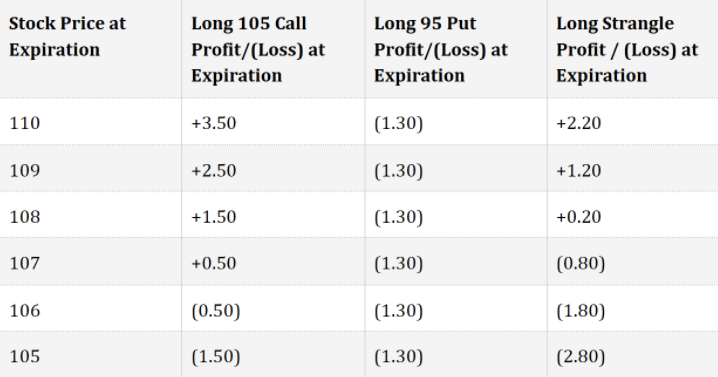 Stock Price at Expiration | Long 105 Call Profit/(Loss) at Expiration | Long 95 Put Profit/(Loss) at Expiration | Long Strangle Profit / (Loss) at Expiration
110 | +3.50 | (1.30) | +2.20
109 | +2.50 | (1.30) | +1.20
108 | +1.50 | (1.30) | +0.20
107 | +0.50 | (1.30) | (0.80)
106 | (0.50) | (1.30) | (1.80)
105 | (1.50) | (1.30) | (2.80)